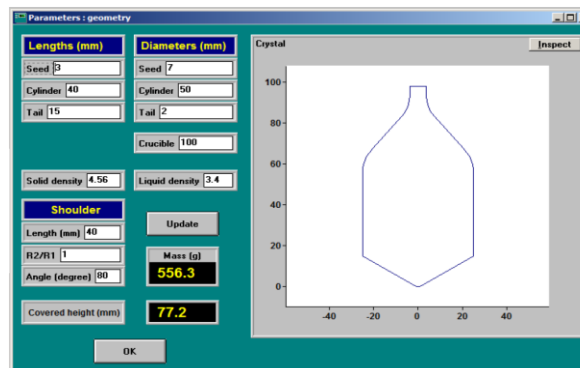 Parameters : geometry
Lengths (mm)
Diameters (mm)
Seed 3
Seed 7
Cylinder 40
Cylinder 50
Tail 15
Tail 2
Crucible 100
Solid density 4.56
Liquid density 3.4
Shoulder
Length (mm) 40
R2/R1 1
Angle (degree) 80
Update
Mass (g)
556.3
Covered height (mm)
77.2
OK
Crystal
Inspect
100
80
60
40
20
0
-40 -20 0 20 40